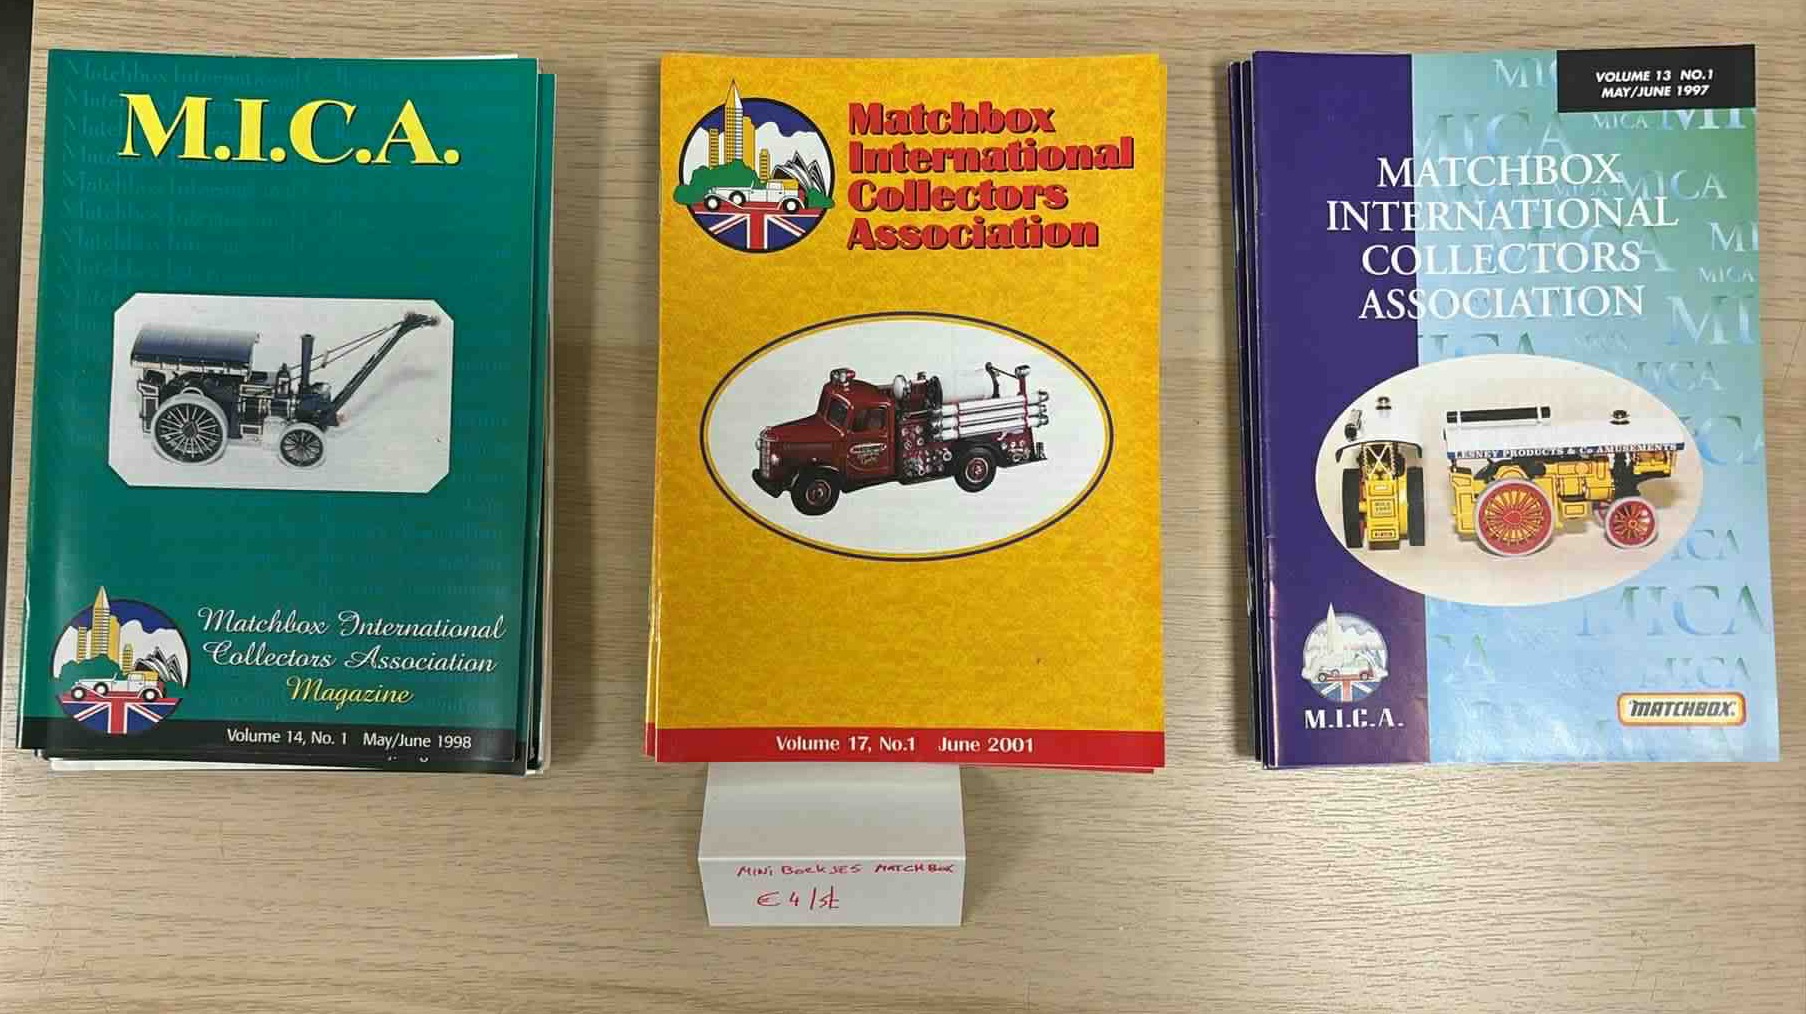 M.I.C.A.
Matchbox International
Collectors Association
Magazine
Volume 14, No. 1 May/June 1998
Matchbox
International
Collectors
Association
Volume 17, No.1 June 2001
MINI BOEKJES MATCHBOX
€ 4/st
VOLUME 13 NO.1
MAY/JUNE 1997
MATCHBOX
INTERNATIONAL
COLLECTORS
ASSOCIATION
LESNEY PRODUCTS & Co AMUSEMENTS
M.I.C.A.
"MATCHBOX"